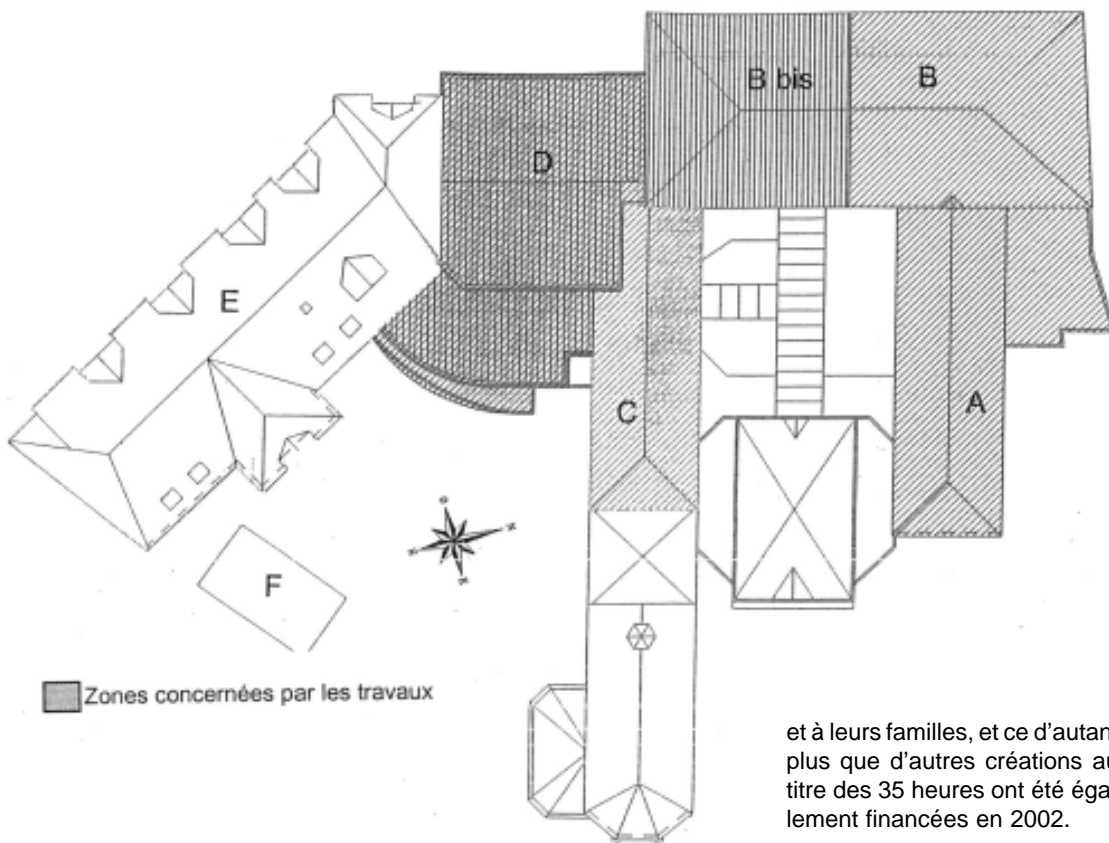 B bis
B
D
E
C
A
F
Zones concernées par les travaux
et à leurs familles, et ce d'autan
plus que d'autres créations au
titre des 35 heures ont été éga-
lement financées en 2002.